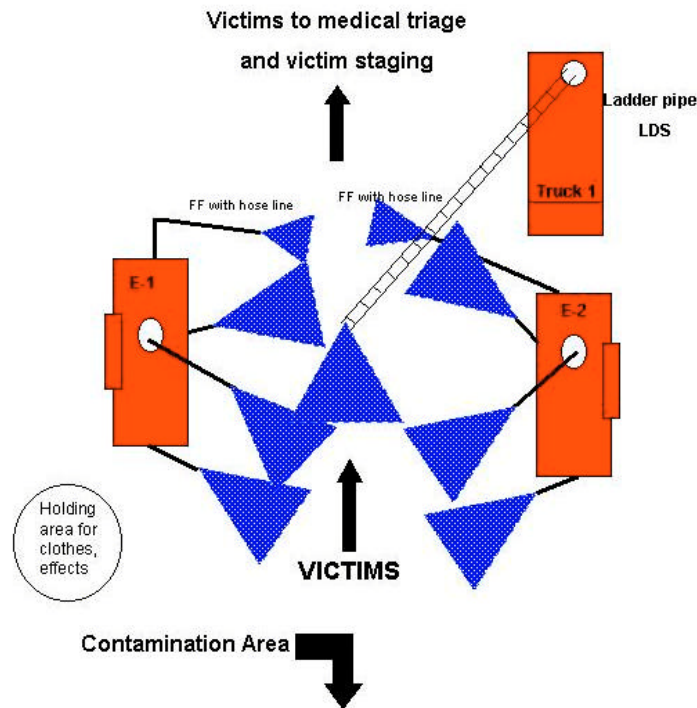 Victims to medical triage
and victim staging
Ladder pipe
LDS
Truck 1
FF with hose line
FF with hose line
E-1
E-2
Holding
area for
clothes,
effects
VICTIMS
Contamination Area